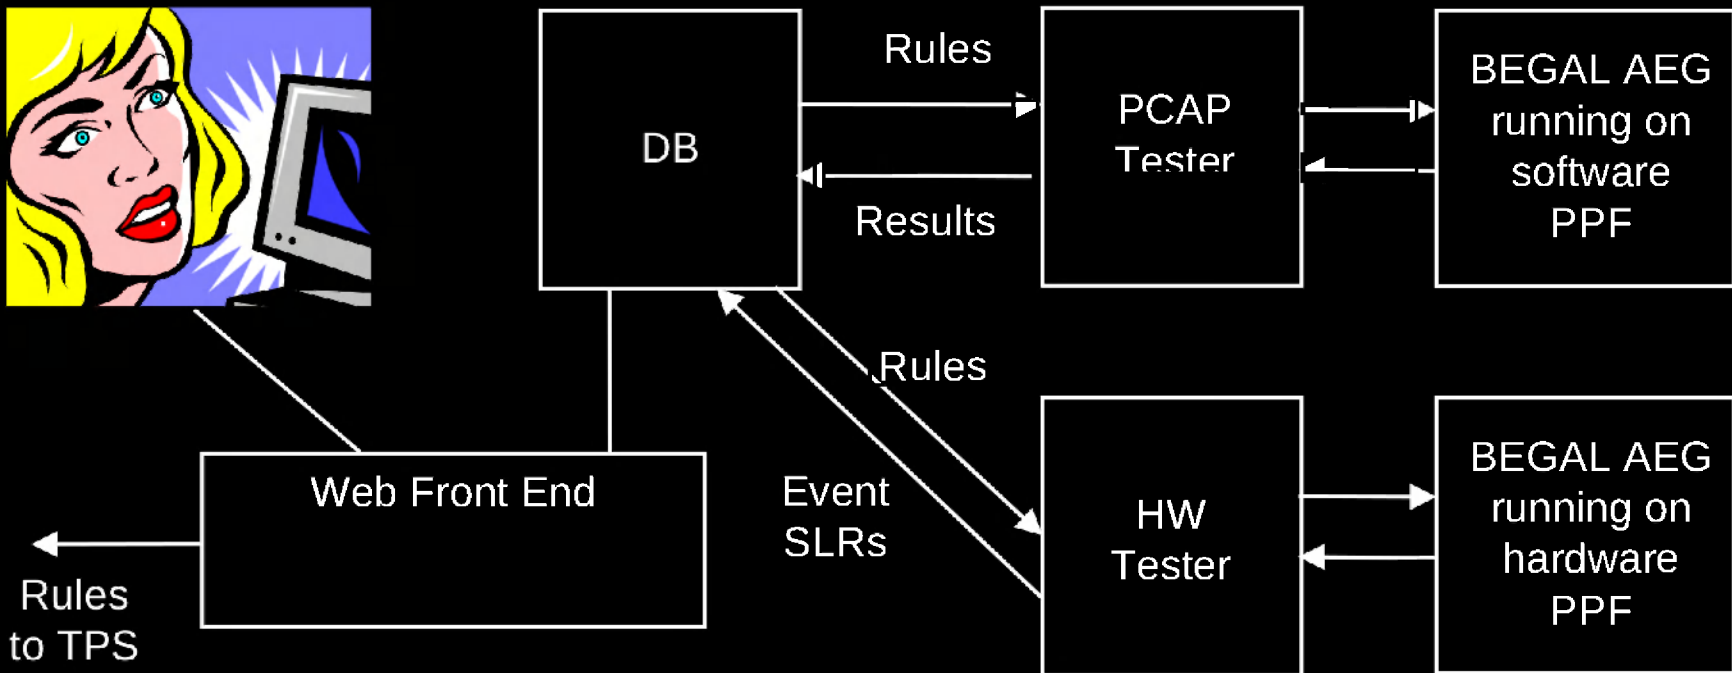 Rules
DB
Results
PCAP
Tester
BEGAL AEG
running on
software
PPF
Rules
Event
SLRs
Web Front End
Rules
to TPS
HW
Tester
BEGAL AEG
running on
hardware
PPF